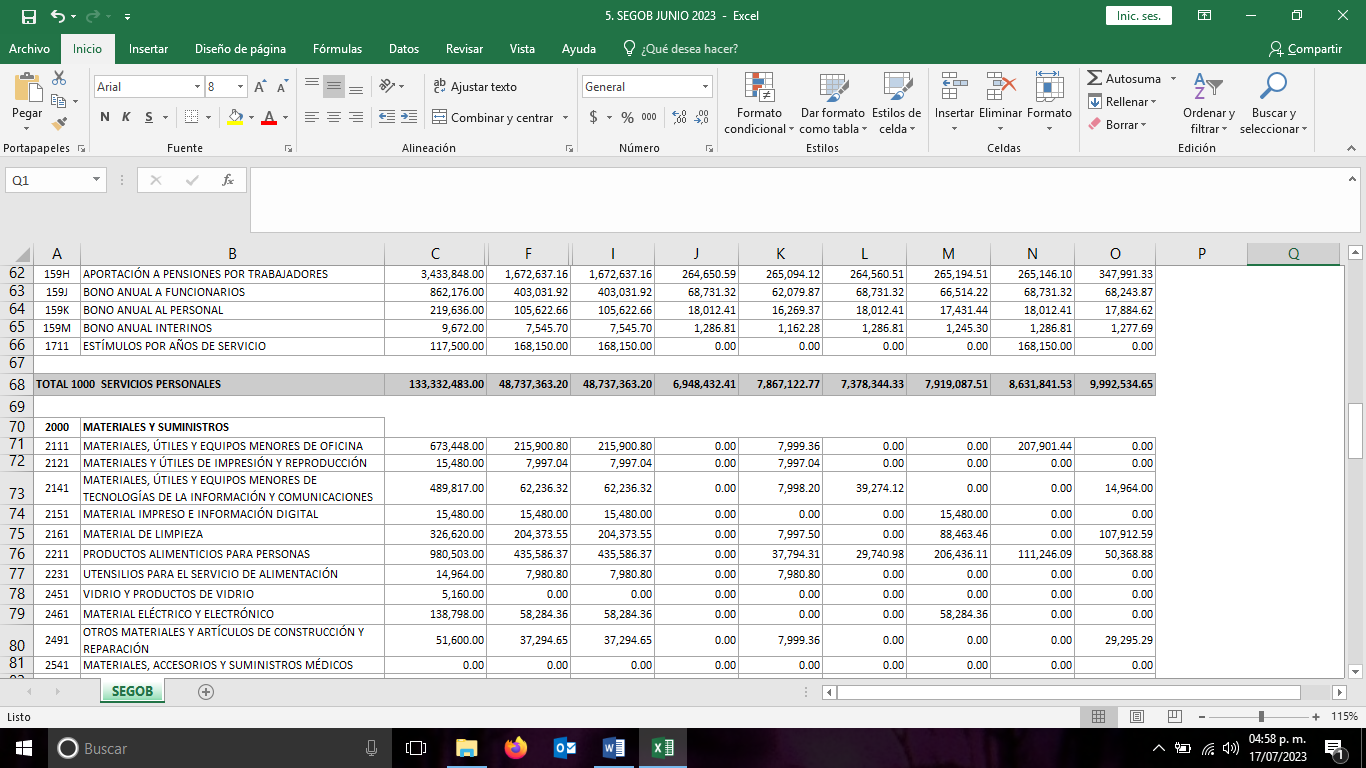 5. SEGOB JUNIO 2023 - Excel
Inic. ses.
Archivo Inicio Insertar Diseño de página Fórmulas Datos Revisar Vista Ayuda ¿Qué desea hacer? Compartir
Pegar
Portapapeles
Arial 8 A A
N K S A
Fuente
ab Ajustar texto
Combinar y centrar
Alineación
General
$ % 000
Número
Formato condicional
Dar formato como tabla
Estilos de celda
Estilos
Insertar Eliminar Formato
Celdas
Autosuma
Rellenar
Borrar
Ordenar y filtrar
Buscar y seleccionar
Edición
Q1 fx
A B C F I J K L M N O P Q
62 159H APORTACIÓN A PENSIONES POR TRABAJADORES 3,433,848.00 1,672,637.16 1,672,637.16 264,650.59 265,094.12 264,560.51 265,194.51 265,146.10 347,991.33
63 159J BONO ANUAL A FUNCIONARIOS 862,176.00 403,031.92 403,031.92 68,731.32 62,079.87 68,731.32 66,514.22 68,731.32 68,243.87
64 159K BONO ANUAL AL PERSONAL 219,636.00 105,622.66 105,622.66 18,012.41 16,269.37 18,012.41 17,431.44 18,012.41 17,884.62
65 159M BONO ANUAL INTERINOS 9,672.00 7,545.70 7,545.70 1,286.81 1,162.28 1,286.81 1,245.30 1,286.81 1,277.69
66 1711 ESTÍMULOS POR AÑOS DE SERVICIO 117,500.00 168,150.00 168,150.00 0.00 0.00 0.00 0.00 168,150.00 0.00
67
68 TOTAL 1000 SERVICIOS PERSONALES 133,332,483.00 48,737,363.20 48,737,363.20 6,948,432.41 7,867,122.77 7,378,344.33 7,919,087.51 8,631,841.53 9,992,534.65
69
70 2000 MATERIALES Y SUMINISTROS
71 2111 MATERIALES, ÚTILES Y EQUIPOS MENORES DE OFICINA 673,448.00 215,900.80 215,900.80 0.00 7,999.36 0.00 0.00 207,901.44 0.00
72 2121 MATERIALES Y ÚTILES DE IMPRESIÓN Y REPRODUCCIÓN 15,480.00 7,997.04 7,997.04 0.00 7,997.04 0.00 0.00 0.00 0.00
MATERIALES, ÚTILES Y EQUIPOS MENORES DE
73 2141 TECNOLOGÍAS DE LA INFORMACIÓN Y COMUNICACIONES 489,817.00 62,236.32 62,236.32 0.00 7,998.20 39,274.12 0.00 0.00 14,964.00
74 2151 MATERIAL IMPRESO E INFORMACIÓN DIGITAL 15,480.00 15,480.00 15,480.00 0.00 0.00 0.00 15,480.00 0.00 0.00
75 2161 MATERIAL DE LIMPIEZA 326,620.00 204,373.55 204,373.55 0.00 7,997.50 0.00 88,463.46 0.00 107,912.59
76 2211 PRODUCTOS ALIMENTICIOS PARA PERSONAS 980,503.00 435,586.37 435,586.37 0.00 37,794.31 29,740.98 206,436.11 111,246.09 50,368.88
77 2231 UTENSILIOS PARA EL SERVICIO DE ALIMENTACIÓN 14,964.00 7,980.80 7,980.80 0.00 7,980.80 0.00 0.00 0.00 0.00
78 2451 VIDRIO Y PRODUCTOS DE VIDRIO 5,160.00 0.00 0.00 0.00 0.00 0.00 0.00 0.00 0.00
79 2461 MATERIAL ELÉCTRICO Y ELECTRÓNICO 138,798.00 58,284.36 58,284.36 0.00 0.00 0.00 58,284.36 0.00 0.00
OTROS MATERIALES Y ARTÍCULOS DE CONSTRUCCIÓN Y
80 2491 REPARACIÓN 51,600.00 37,294.65 37,294.65 0.00 7,999.36 0.00 0.00 0.00 29,295.29
81 2541 MATERIALES, ACCESORIOS Y SUMINISTROS MÉDICOS 0.00 0.00 0.00 0.00 0.00 0.00 0.00 0.00 0.00
SEGOB
Listo 115%
Buscar
04:58 p. m.
17/07/2023
1